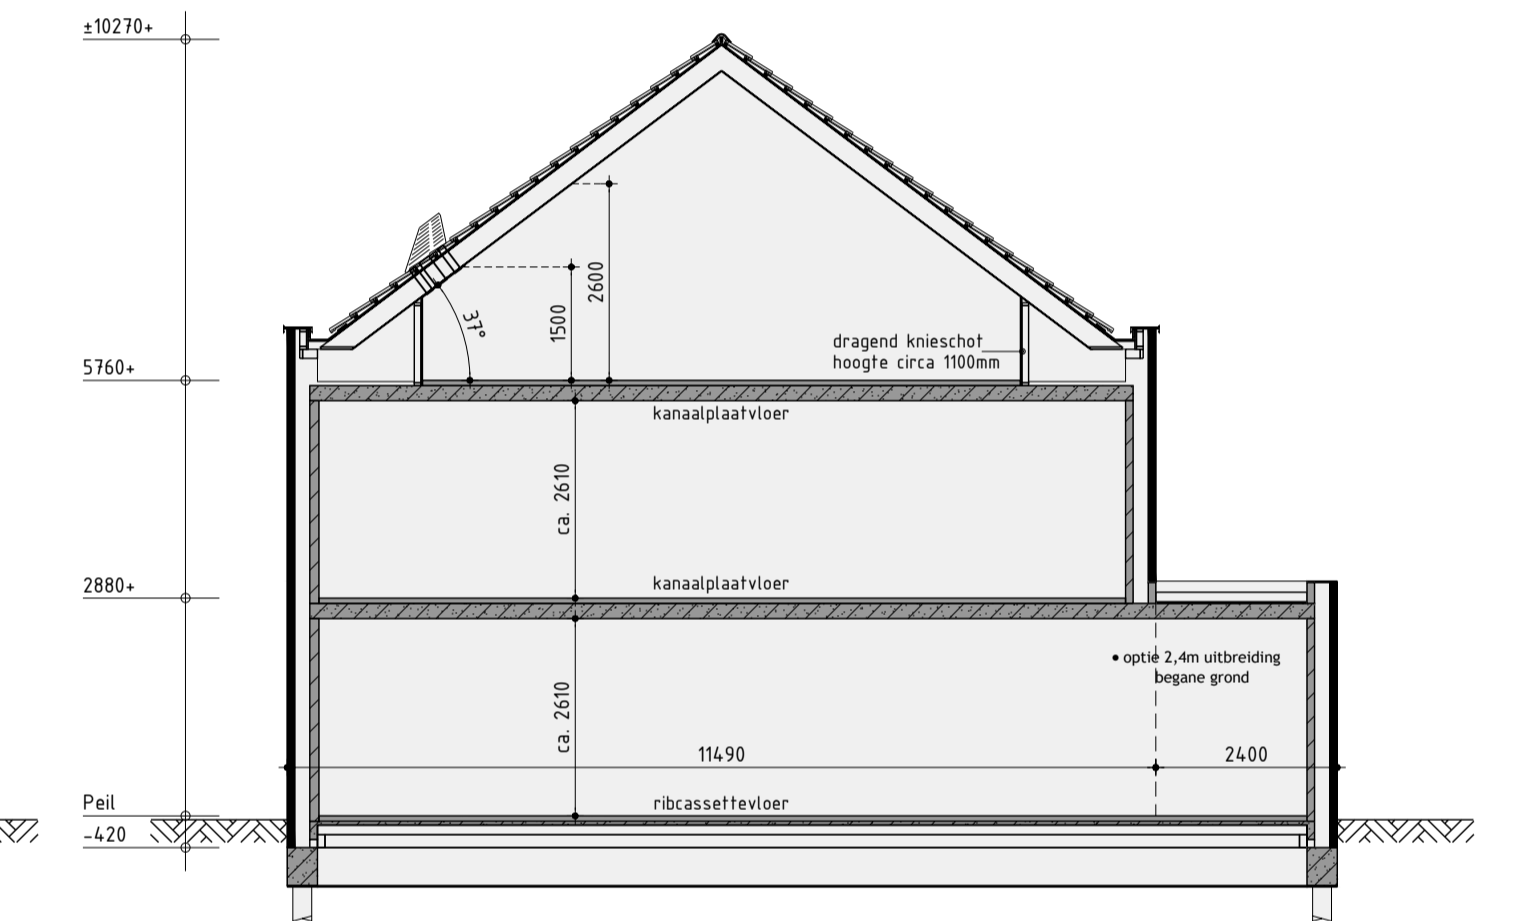 ±10270+
2600
1500
37°
dragend knieschot
hoogte circa 1100mm
5760+
kanaalplaatvloer
ca. 2610
kanaalplaatvloer
2880+
• optie 2,4m uitbreiding
begane grond
ca. 2610
11490
2400
ribcassettevloer
Peil
-420